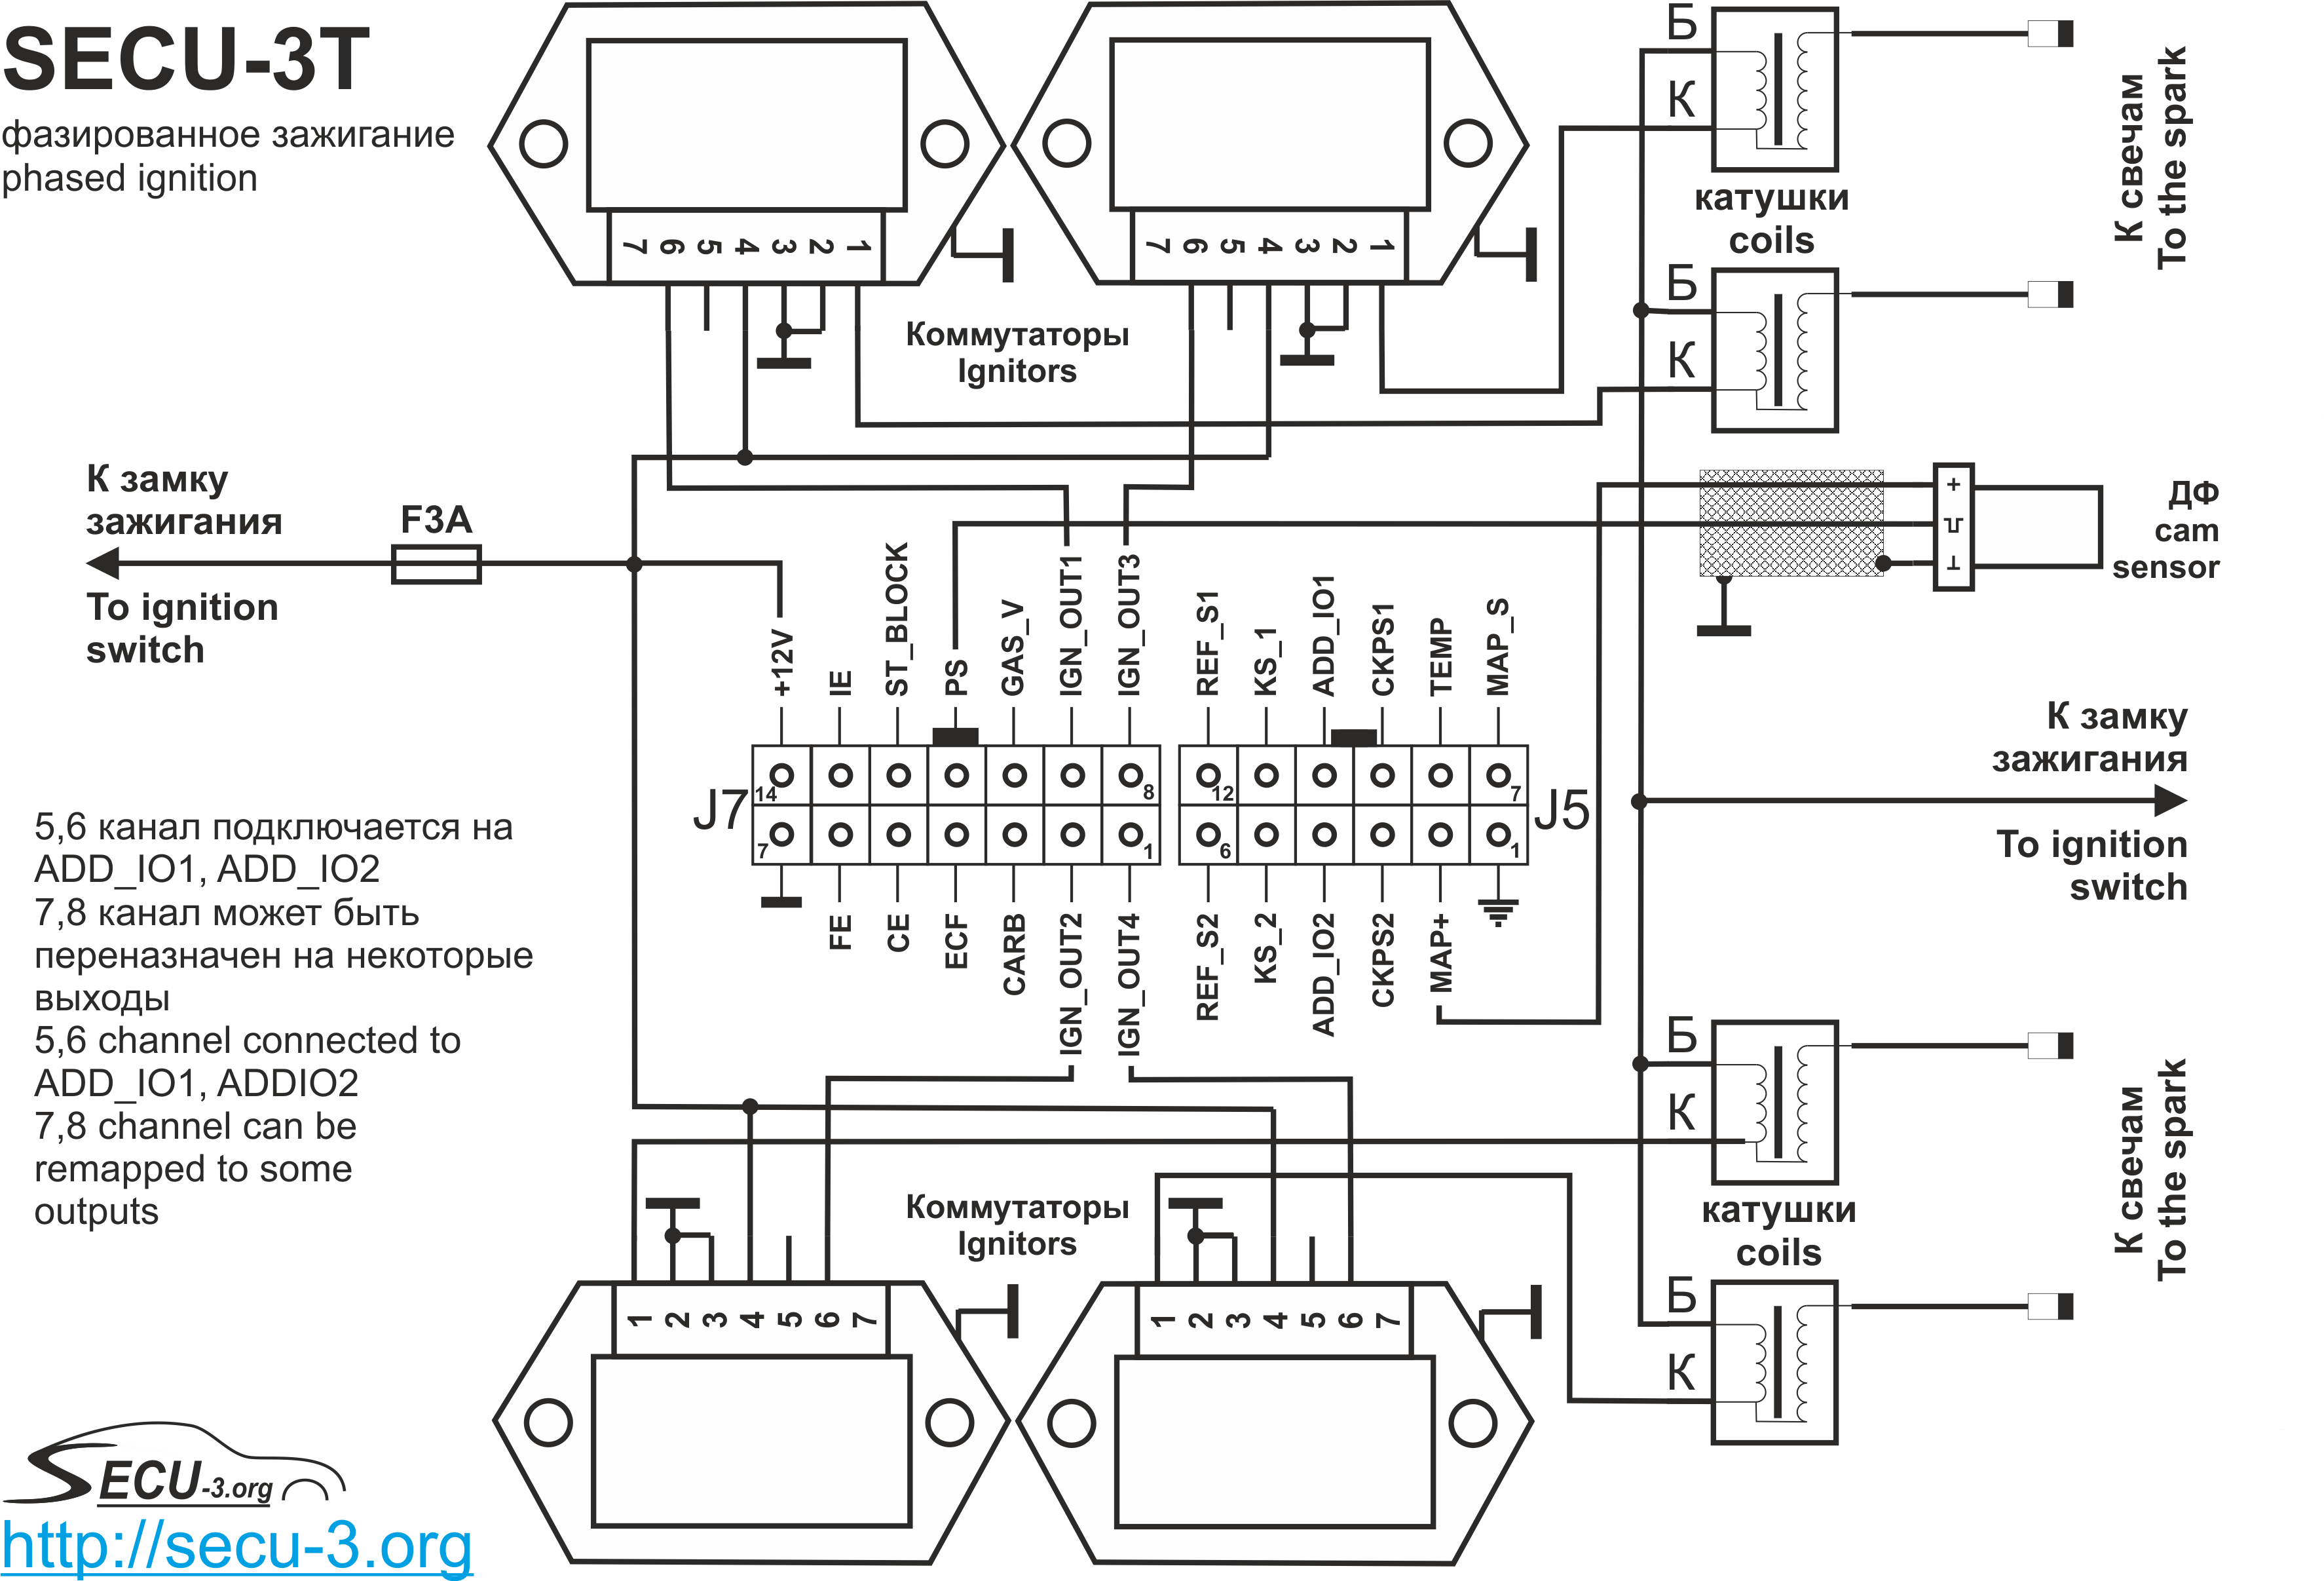 SECU-3T
фазированное зажигание
phased ignition
7 6 5 4 3 2 1
7 6 5 4 3 2 1
Коммутаторы
Ignitors
Б
К
катушки
coils
Б
К
К свечам
To the spark
К замку
зажигания
F3A
To ignition
switch
+
⊥
ДФ
cam
sensor
+12V
IE
ST_BLOCK
PS
GAS_V
IGN_OUT1
IGN_OUT3
REF_S1
KS_1
ADD_IO1
CKPS1
TEMP
MAP_S
J7
14
8
7
1
12
7
6
1
J5
FE
CE
ECF
CARB
IGN_OUT2
IGN_OUT4
REF_S2
KS_2
ADD_IO2
CKPS2
MAP+
К замку
зажигания
To ignition
switch
5,6 канал подключается на
ADD_IO1, ADD_IO2
7,8 канал может быть
переназначен на некоторые
выходы
5,6 channel connected to
ADD_IO1, ADDIO2
7,8 channel can be
remapped to some
outputs
Б
К
катушки
coils
Б
К
К свечам
To the spark
Коммутаторы
Ignitors
1 2 3 4 5 6 7
1 2 3 4 5 6 7
SECU-3.org
http://secu-3.org